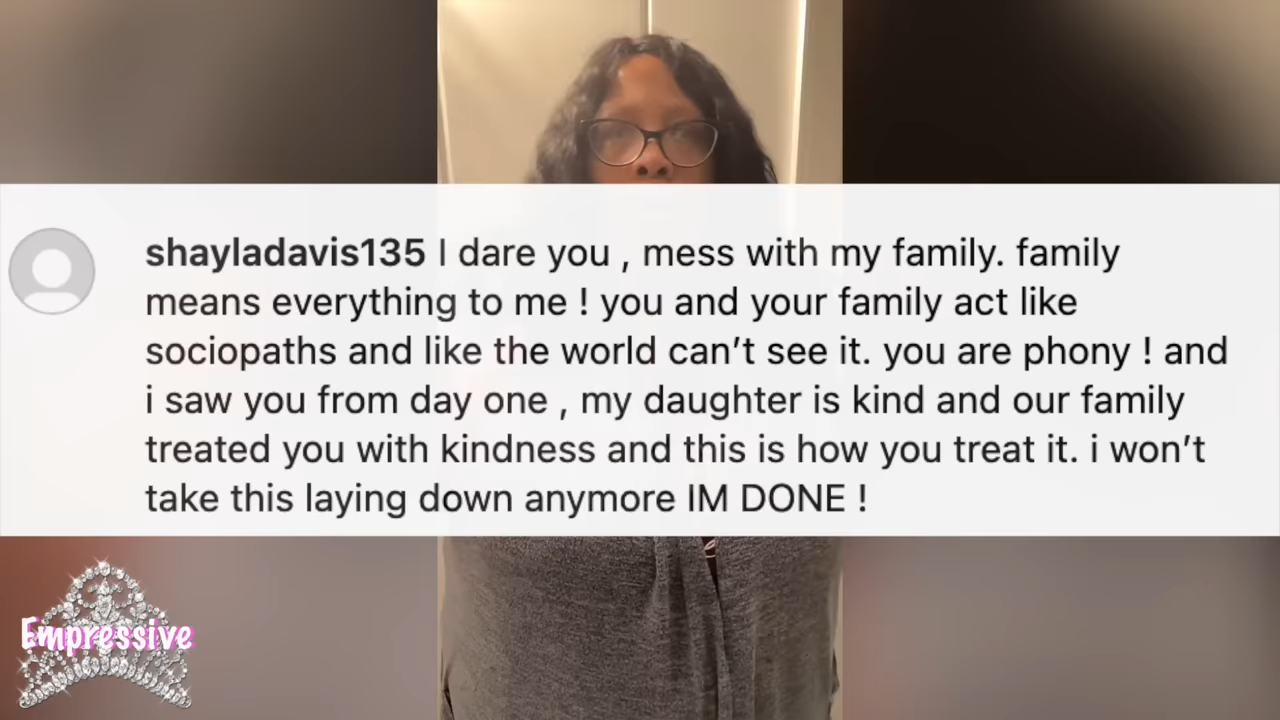 shayladavis135 I dare you , mess with my family. family
means everything to me ! you and your family act like
sociopaths and like the world can’t see it. you are phony ! and
i saw you from day one , my daughter is kind and our family
treated you with kindness and this is how you treat it. i won’t
take this laying down anymore IM DONE !
Empressive